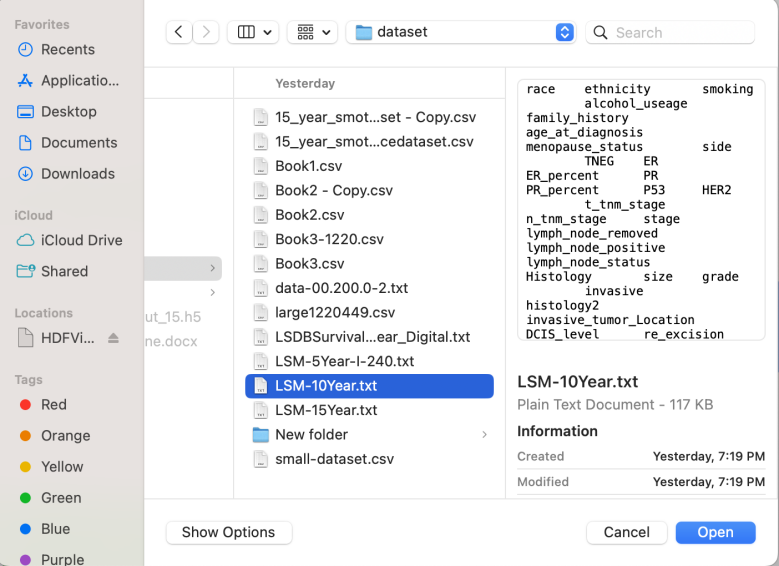 Favorites
Recents
Applicatio...
Desktop
Documents
Downloads
iCloud
iCloud Drive
Shared
Locations
HDFVi...
Tags
Red
Orange
Yellow
Green
Blue
Purple
dataset
Search
ut_15.h5
ne.docx
Yesterday
15_year_smot...set - Copy.csv
15_year_smot...cedataset.csv
Book1.csv
Book2 - Copy.csv
Book2.csv
Book3-1220.csv
Book3.csv
data-00.200.0-2.txt
large1220449.csv
LSDBSurvival...ear_Digital.txt
LSM-5Year-I-240.txt
LSM-10Year.txt
LSM-15Year.txt
New folder
small-dataset.csv
race ethnicity smoking
alcohol_useage
family_history
age_at_diagnosis
menopause_status side
TNEG ER
ER_percent PR
PR_percent P53 HER2
t_tnm_stage
n_tnm_stage stage
lymph_node_removed
lymph_node_positive
lymph_node_status
Histology size grade
invasive
histology2
invasive_tumor_Location
DCIS_level re_excision
LSM-10Year.txt
Plain Text Document - 117 KB
Information
Created Yesterday, 7:19 PM
Modified Yesterday, 7:19 PM
Show Options
Cancel
Open